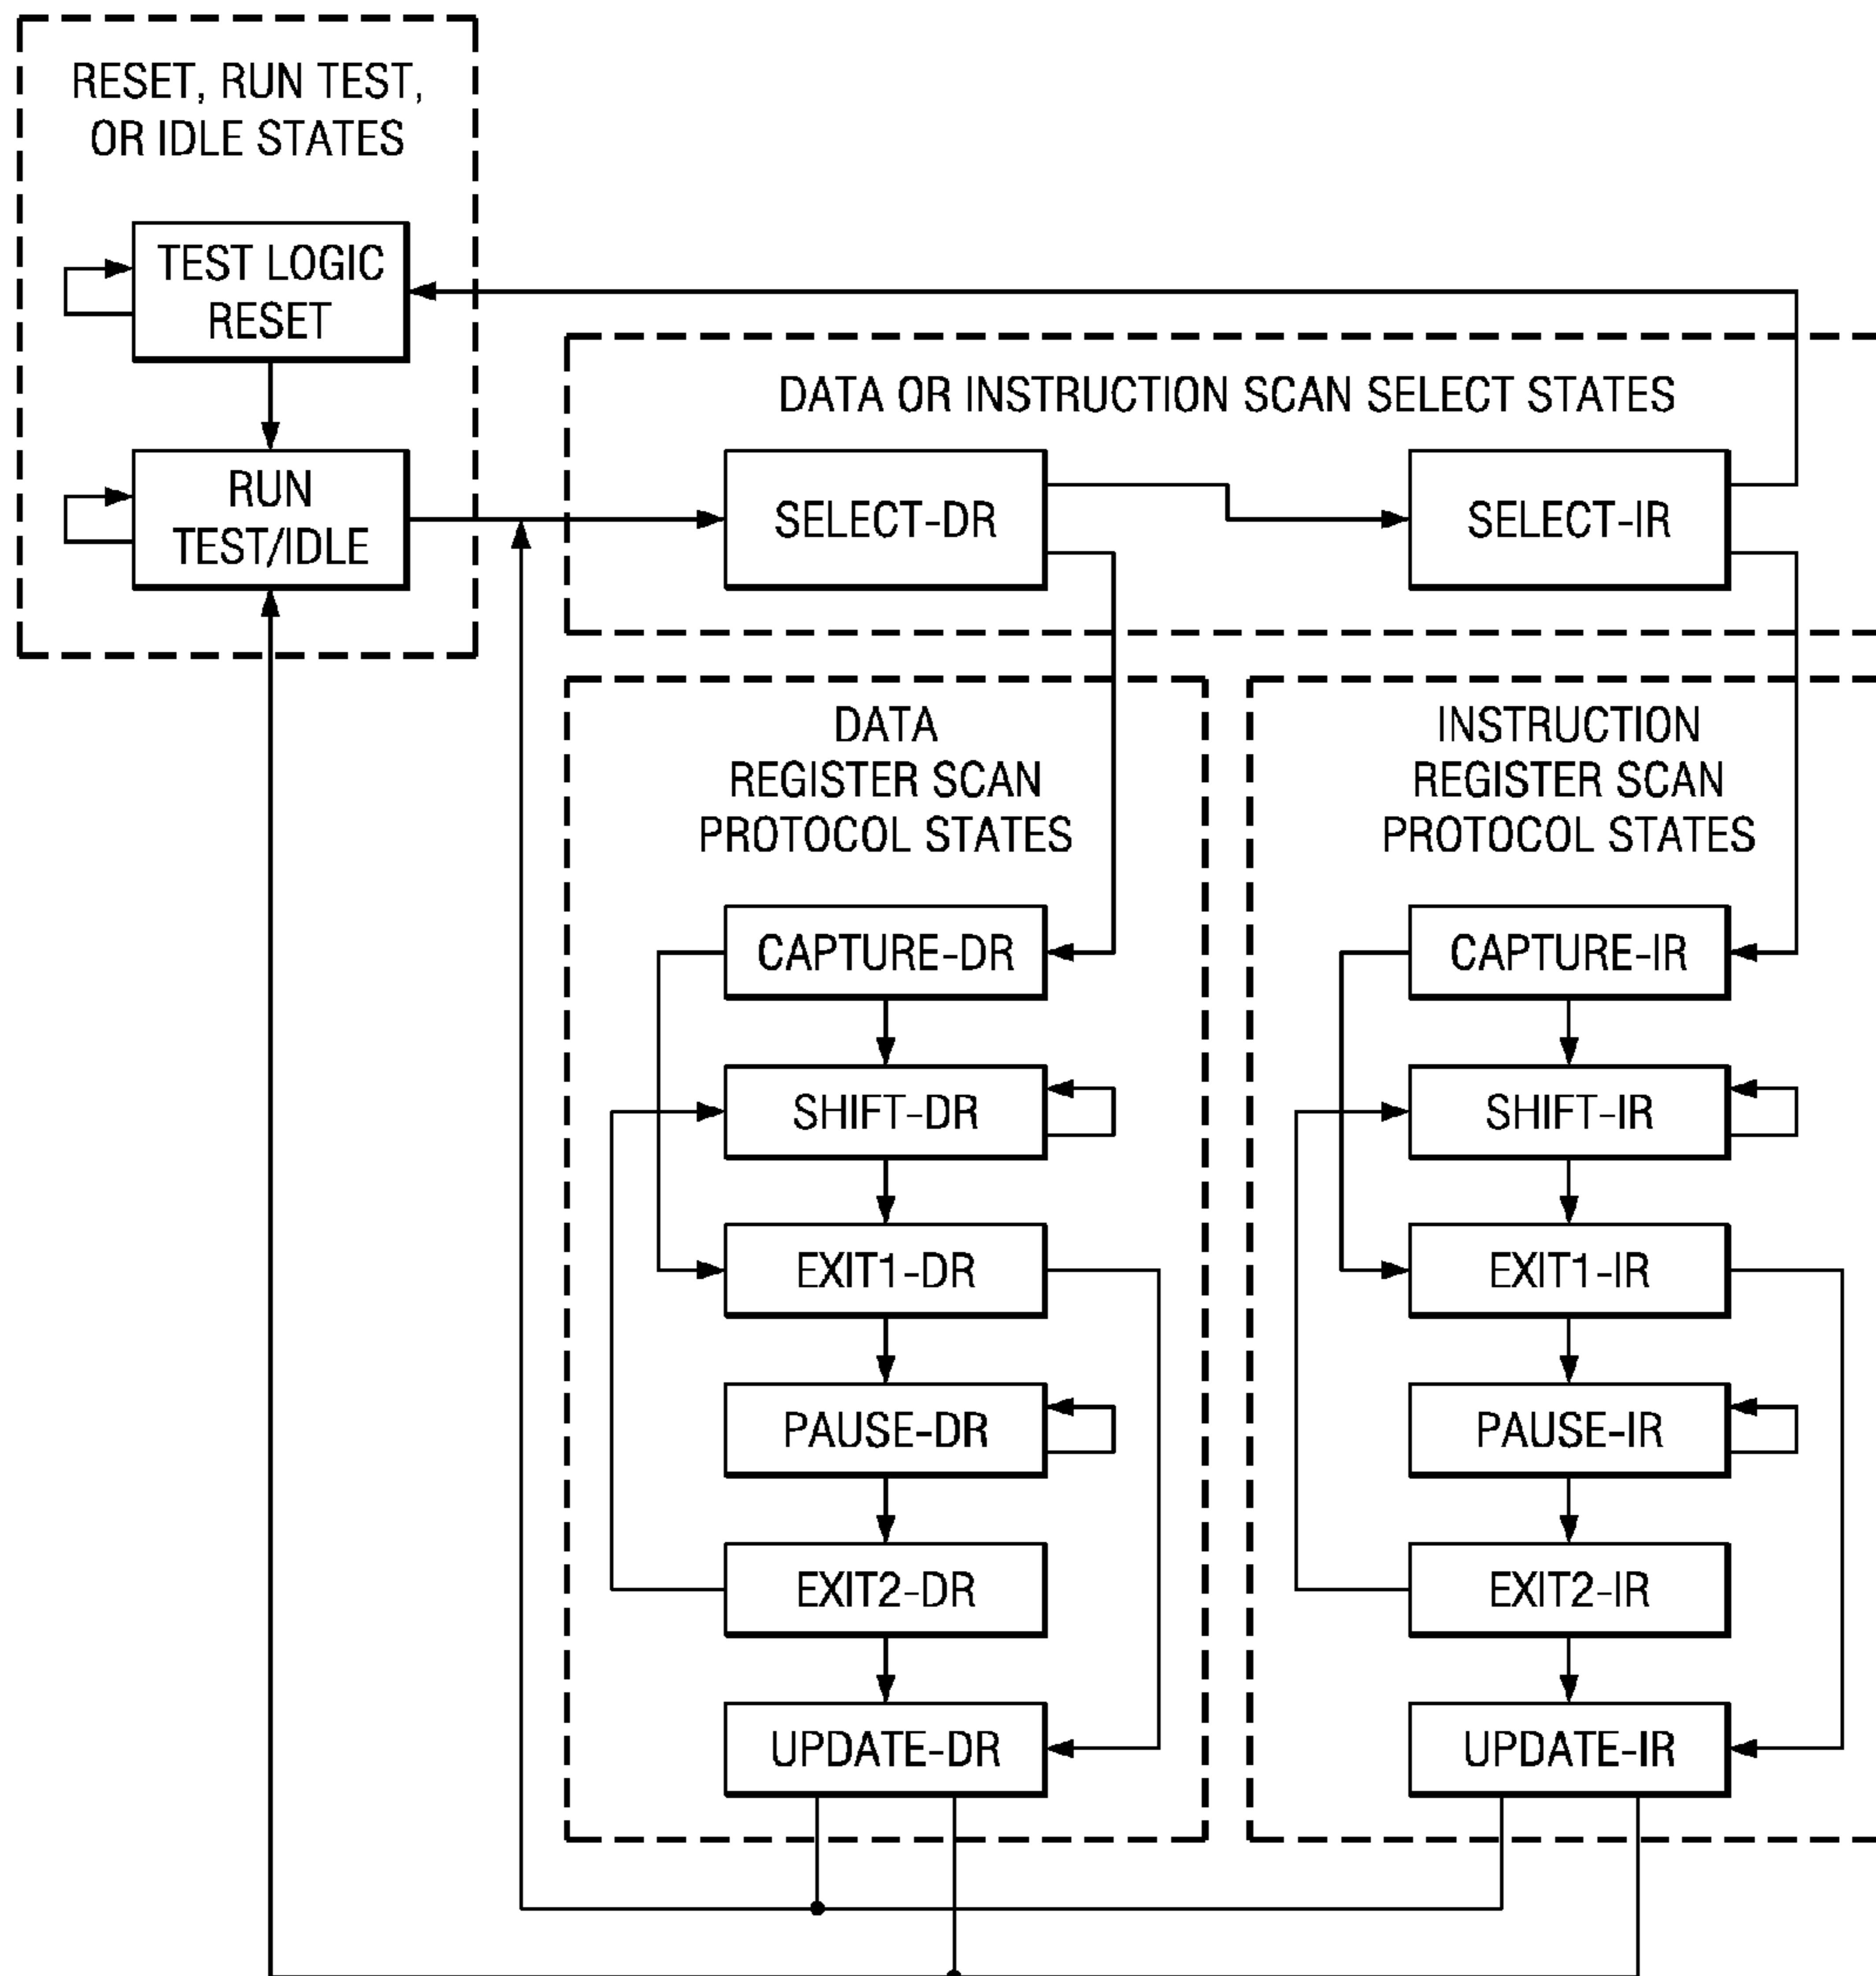 RESET, RUN TEST,
OR IDLE STATES
TEST LOGIC
RESET
RUN
TEST/IDLE
DATA OR INSTRUCTION SCAN SELECT STATES
SELECT-DR
SELECT-IR
DATA
REGISTER SCAN
PROTOCOL STATES
CAPTURE-DR
SHIFT-DR
EXIT1-DR
PAUSE-DR
EXIT2-DR
UPDATE-DR
INSTRUCTION
REGISTER SCAN
PROTOCOL STATES
CAPTURE-IR
SHIFT-IR
EXIT1-IR
PAUSE-IR
EXIT2-IR
UPDATE-IR